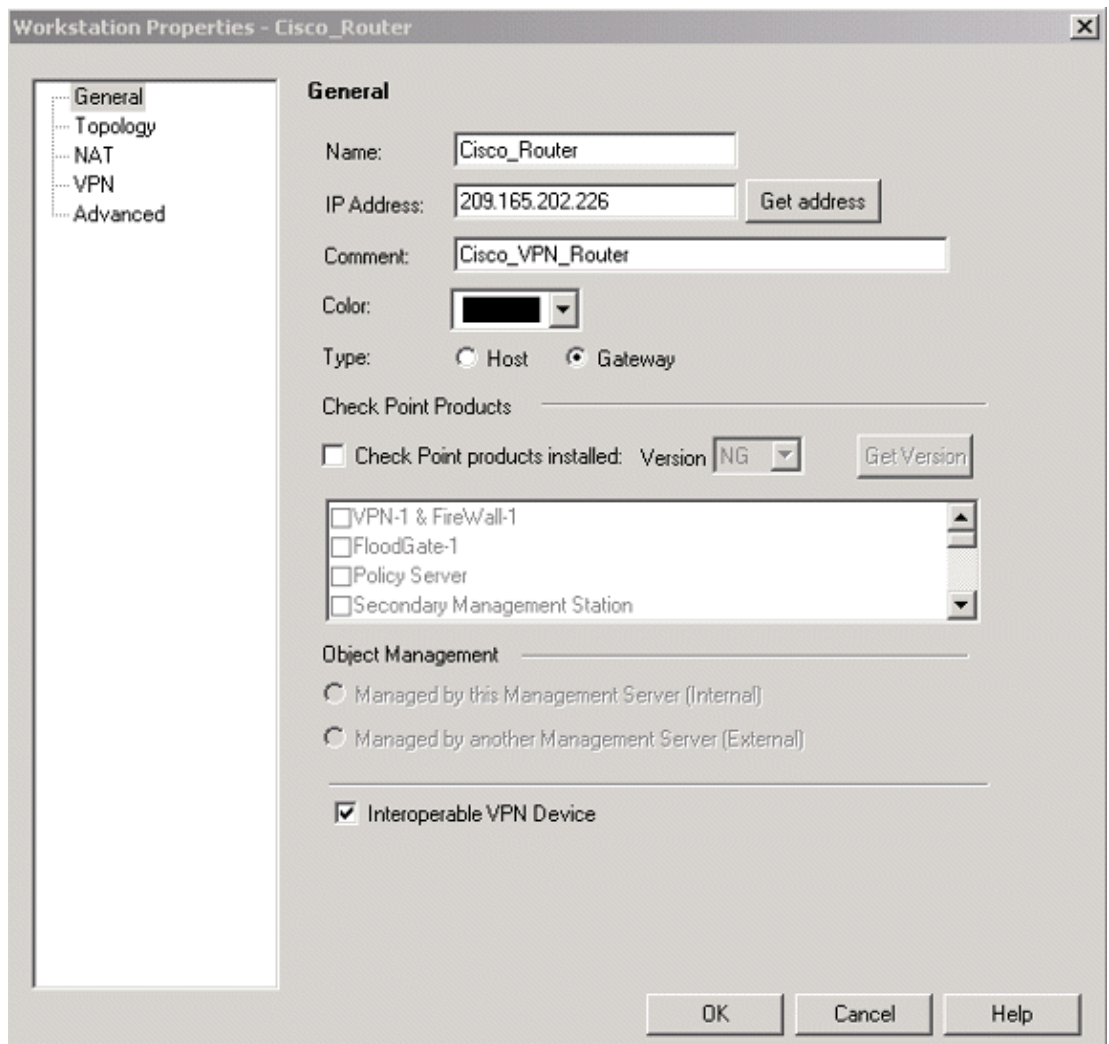 Workstation Properties - Cisco_Router
General
Topology
NAT
VPN
Advanced
General
Name: Cisco_Router
IP Address: 209.165.202.226 Get address
Comment: Cisco_VPN_Router
Color:
Type: Host Gateway
Check Point Products
Check Point products installed: Version NG Get Version
VPN-1 & FireWall-1
FloodGate-1
Policy Server
Secondary Management Station
Object Management
Managed by this Management Server (Internal)
Managed by another Management Server (External)
Interoperable VPN Device
OK Cancel Help